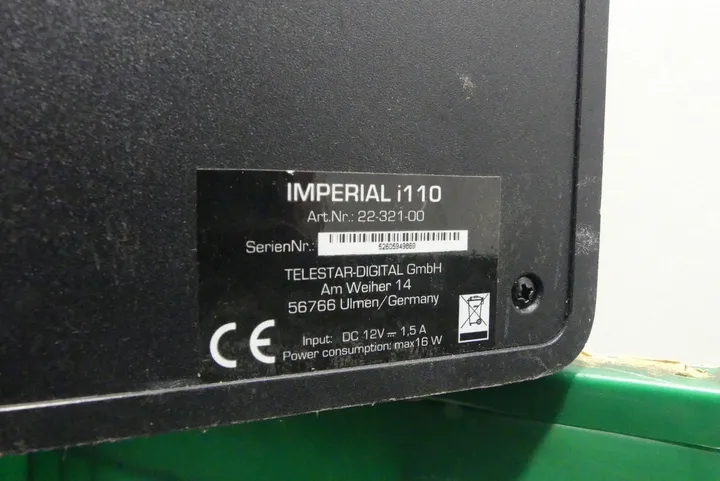 IMPERIAL i110
Art.Nr.: 22-321-00
SerienNr.:
52605949869
TELESTAR-DIGITAL GmbH
Am Weiher 14
56766 Ulmen/Germany
CE
Input: DC 12V⎓ 1,5 A
Power consumption: max16 W